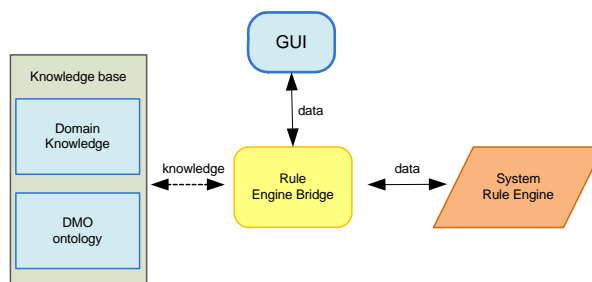 GUI
Knowledge base
data
Domain
Knowledge
knowledge
Rule
Engine Bridge
data
System
Rule Engine
DMO
ontology